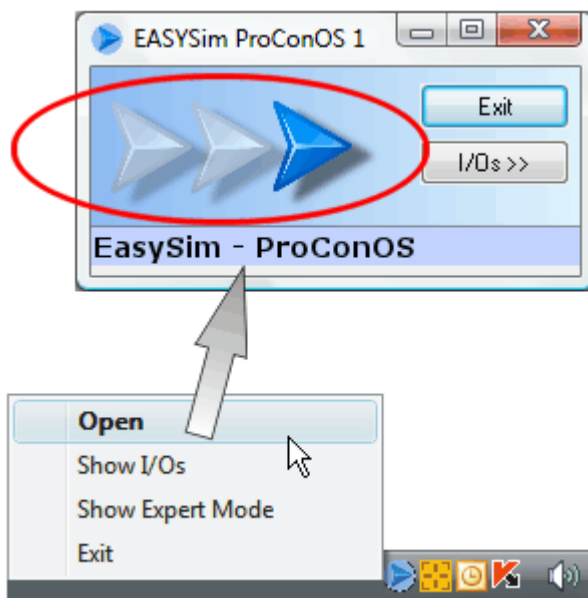 EASYSim ProConOS 1
Exit
I/Os >>
EasySim - ProConOS
Open
Show I/Os
Show Expert Mode
Exit